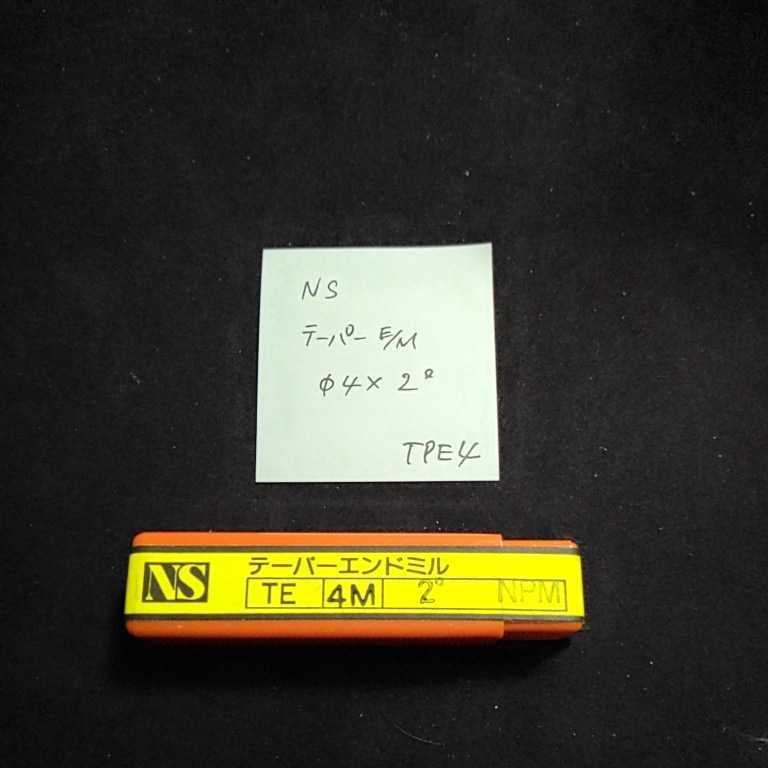 NS
テーパー E/M
φ4× 2°
TPE4
NS
テーパーエンドミル
TE 4M 2° NPM